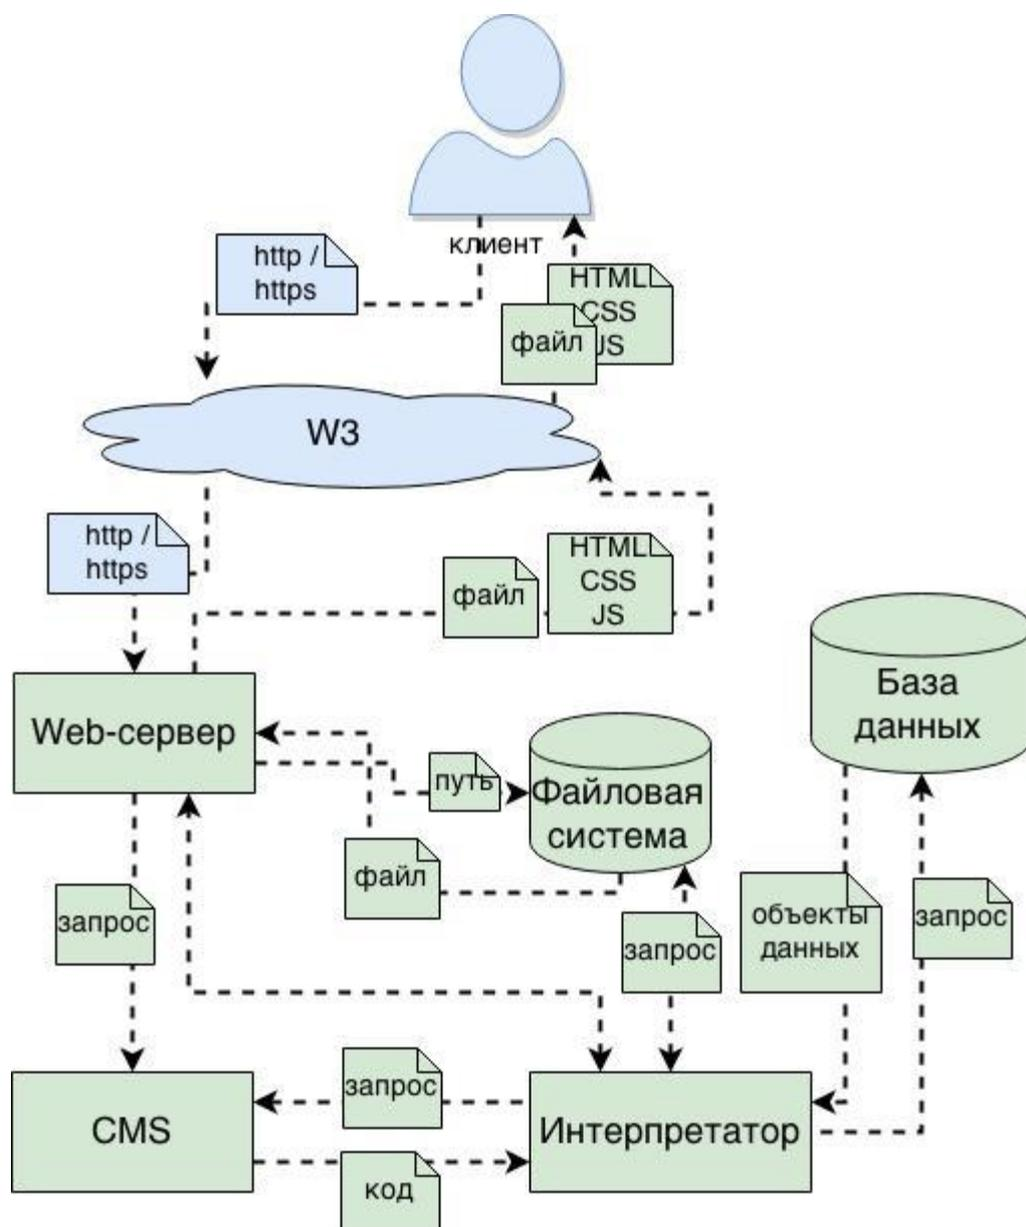 клиент
http /
https
HTML
CSS
JS
файл
W3
http /
https
файл
HTML
CSS
JS
База
данных
Web-сервер
путь
Файловая
система
файл
запрос
запрос
объекты
данных
запрос
CMS
запрос
код
Интерпретатор